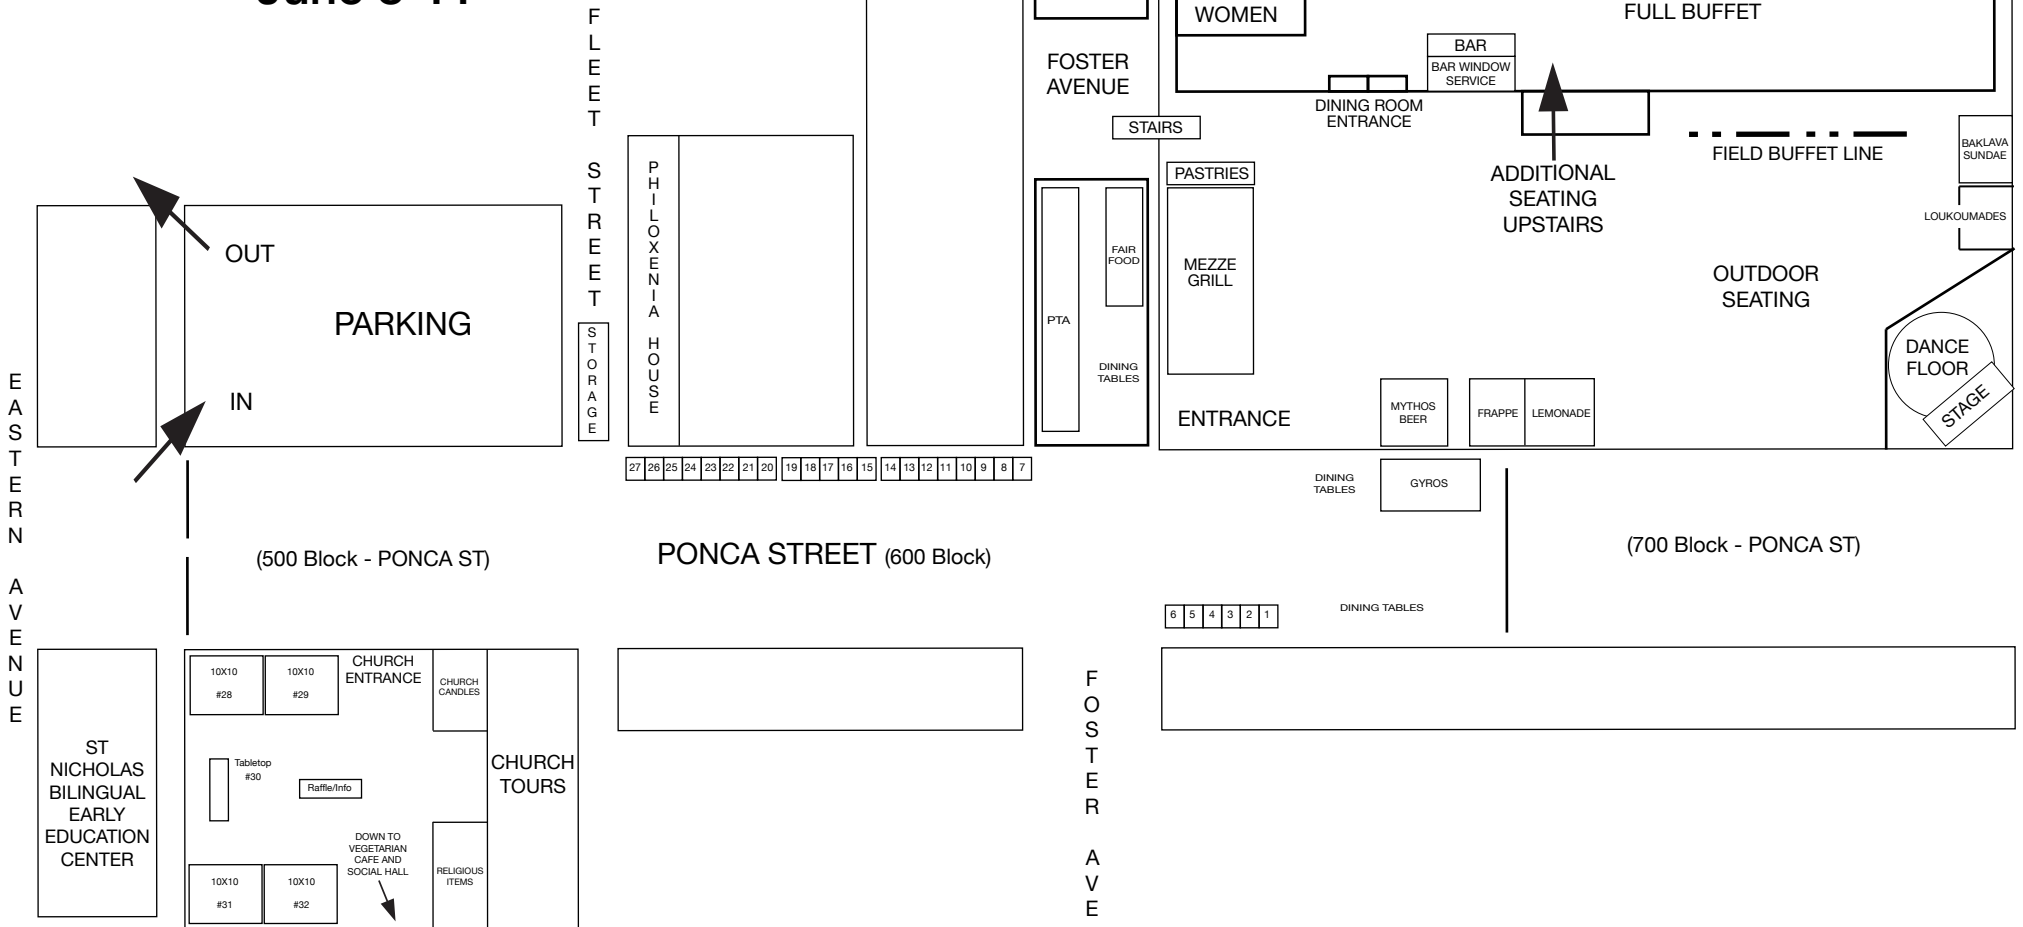 WOMEN
FULL BUFFET
BAR
BAR WINDOW
SERVICE
FOSTER
AVENUE
DINING ROOM
ENTRANCE
STAIRS
FIELD BUFFET LINE
BAKLAVA
SUNDAE
PASTRIES
ADDITIONAL
SEATING
UPSTAIRS
LOUKOUMADES
FLEET STREET
PHILOXENIA HOUSE
OUT
PARKING
IN
STORAGE
FAIR
FOOD
PTA
DINING
TABLES
MEZZE
GRILL
OUTDOOR
SEATING
DANCE
FLOOR
STAGE
ENTRANCE
MYTHOS
BEER
FRAPPE
LEMONADE
EASTERN AVENUE
27 26 25 24 23 22 21 20 19 18 17 16 15 14 13 12 11 10 9 8 7
DINING
TABLES
GYROS
(500 Block - PONCA ST)
PONCA STREET (600 Block)
(700 Block - PONCA ST)
6 5 4 3 2 1
DINING TABLES
10X10
#28
10X10
#29
CHURCH
ENTRANCE
CHURCH
CANDLES
FOSTER AVE
ST
NICHOLAS
BILINGUAL
EARLY
EDUCATION
CENTER
Tabletop
#30
Raffle/Info
CHURCH
TOURS
DOWN TO
VEGETARIAN
CAFE AND
SOCIAL HALL
RELIGIOUS
ITEMS
10X10
#31
10X10
#32